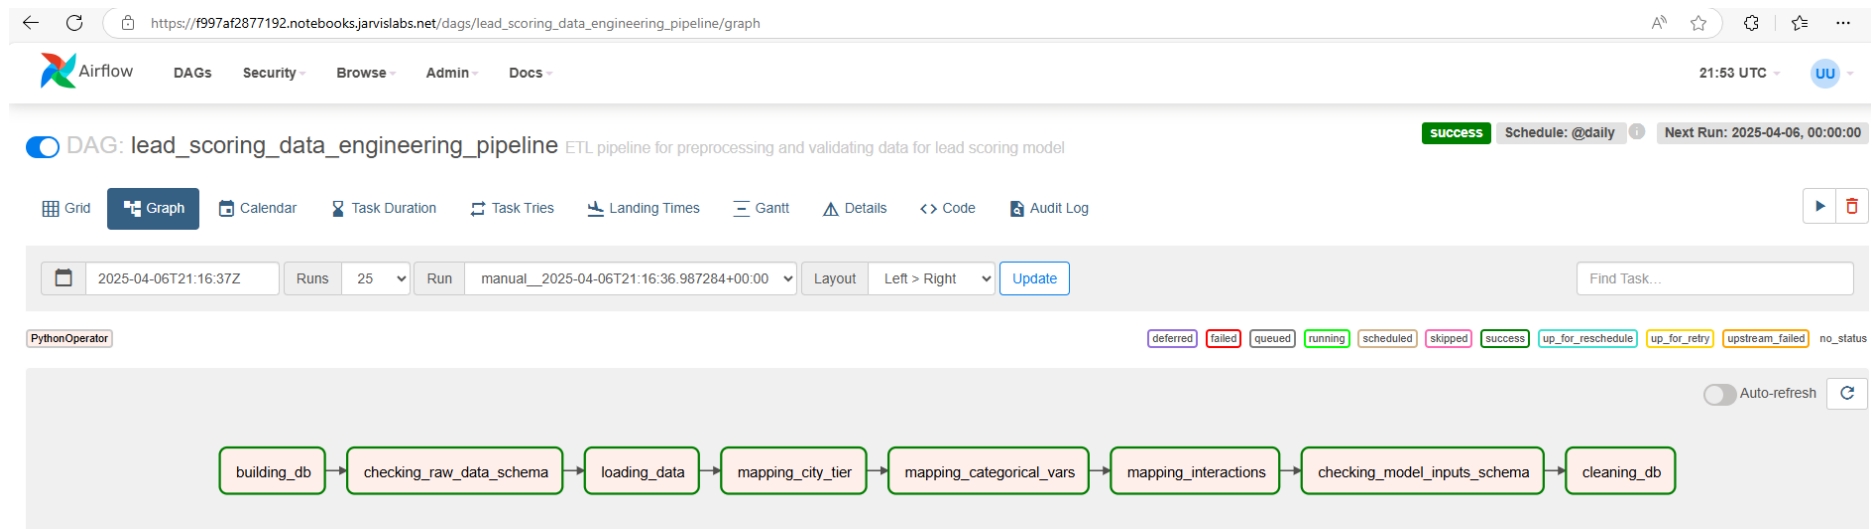 https://f997af2877192.notebooks.jarvislabs.net/dags/lead_scoring_data_engineering_pipeline/graph
Airflow DAGs Security Browse Admin Docs 21:53 UTC UU
DAG: lead_scoring_data_engineering_pipeline ETL pipeline for preprocessing and validating data for lead scoring model success Schedule: @daily i Next Run: 2025-04-06, 00:00:00
Grid Graph Calendar Task Duration Task Tries Landing Times Gantt Details Code Audit Log
2025-04-06T21:16:37Z Runs 25 Run manual__2025-04-06T21:16:36.987284+00:00 Layout Left > Right Update Find Task...
PythonOperator deferred failed queued running scheduled skipped success up_for_reschedule up_for_retry upstream_failed no_status
Auto-refresh
building_db checking_raw_data_schema loading_data mapping_city_tier mapping_categorical_vars mapping_interactions checking_model_inputs_schema cleaning_db